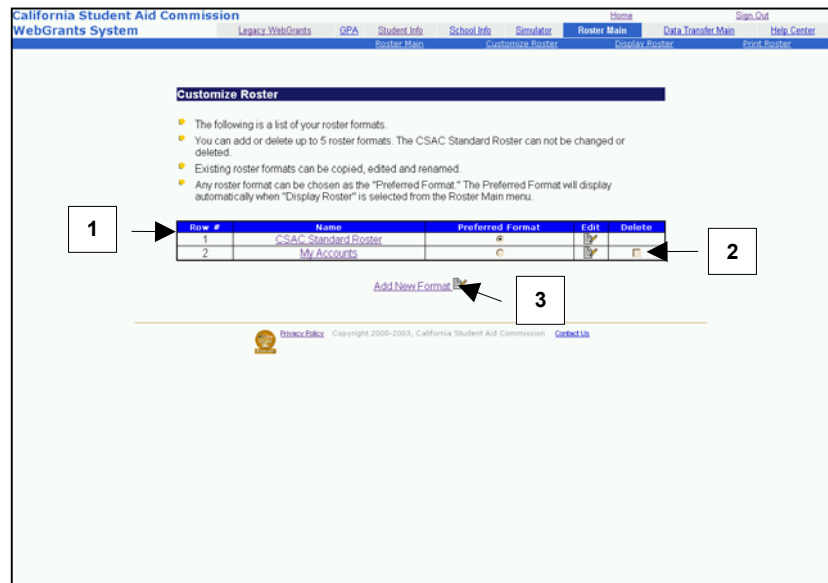 California Student Aid Commission Home Sign Out
WebGrants System Legacy WebGrants GPA Student Info School Info Simulator Roster Main Data Transfer Main Help Center
Roster Main Customize Roster Display Roster Print Roster
Customize Roster
The following is a list of your roster formats.
You can add or delete up to 5 roster formats. The CSAC Standard Roster can not be changed or
deleted.
Existing roster formats can be copied, edited and renamed.
Any roster format can be chosen as the "Preferred Format." The Preferred Format will display
automatically when "Display Roster" is selected from the Roster Main menu.
1
Row # Name Preferred Format Edit Delete
1 CSAC Standard Roster
2 My Accounts
2
Add New Format
3
Privacy Policy Copyright 2000-2003, California Student Aid Commission Contact Us